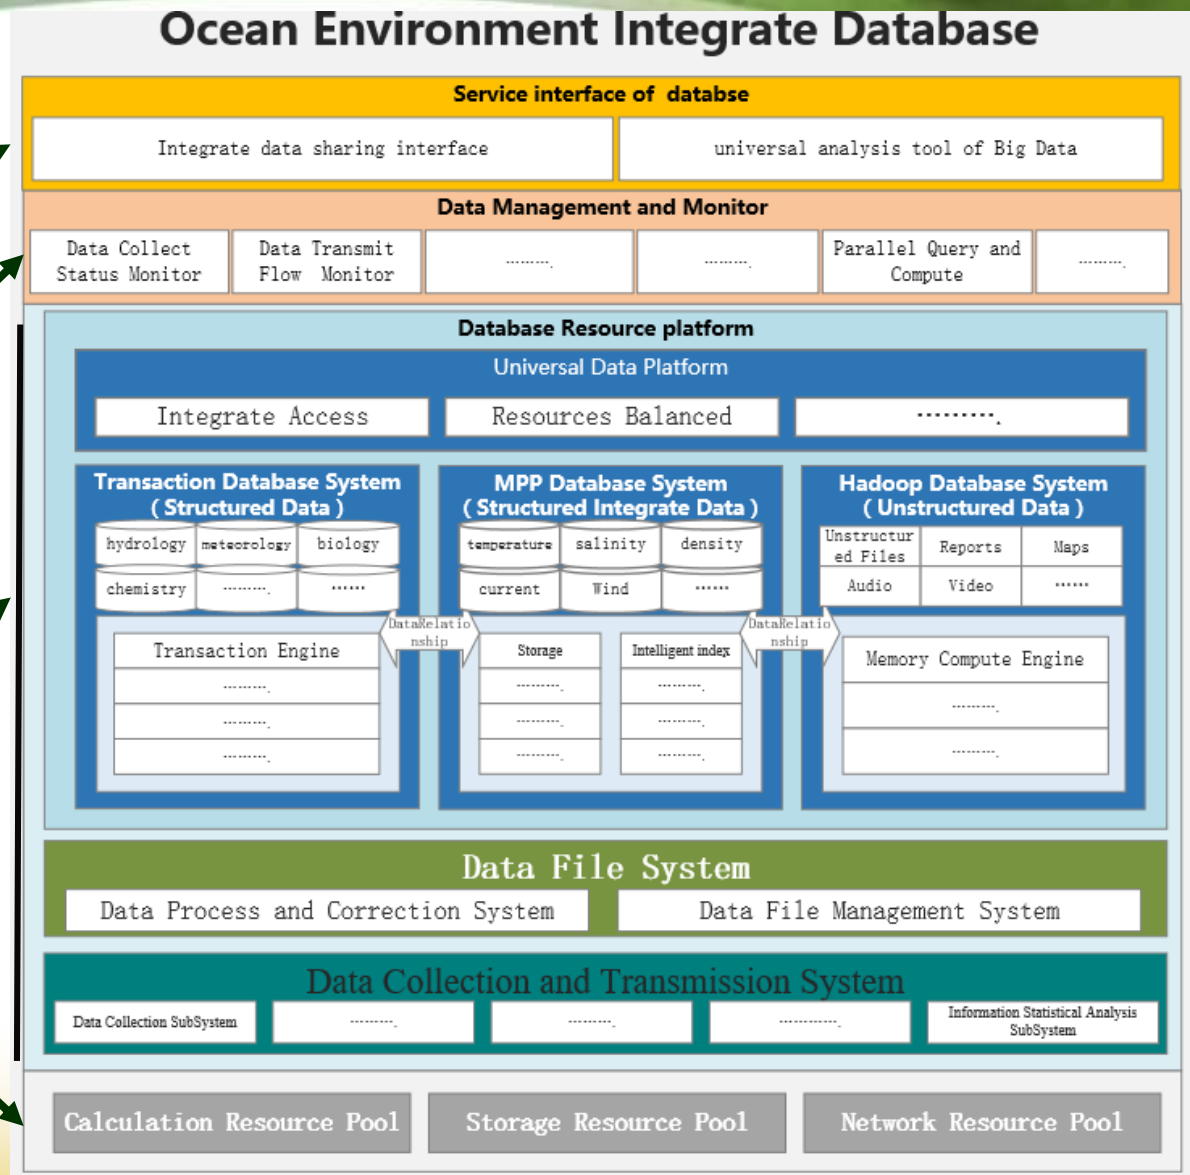 Ocean Environment Integrate Database
Service interface of  databse
Integrate data sharing interface
universal analysis tool of Big Data
Data Management and Monitor
Data Collect
Status Monitor
Data Transmit
Flow  Monitor
……….
……….
Parallel Query and
Compute
……….
Database Resource platform
Universal Data Platform
Integrate Access
Resources Balanced
……….
Transaction Database System
( Structured Data )
hydrology
meteorology
biology
chemistry
……….
……
Transaction Engine
……….
……….
……….
DataRelatio
nship
MPP Database System
( Structured Integrate Data )
temperature
salinity
density
current
Wind
……
Storage
……….
……….
……….
Intelligent index
……….
……….
……….
DataRelatio
nship
Hadoop Database System
( Unstructured Data )
Unstructur
ed Files
Reports
Maps
Audio
Video
……
Memory Compute Engine
……….
……….
Data File System
Data Process and Correction System
Data File Management System
Data Collection and Transmission System
Data Collection SubSystem
……….
……….
………….
Information Statistical Analysis
SubSystem
Calculation Resource Pool
Storage Resource Pool
Network Resource Pool